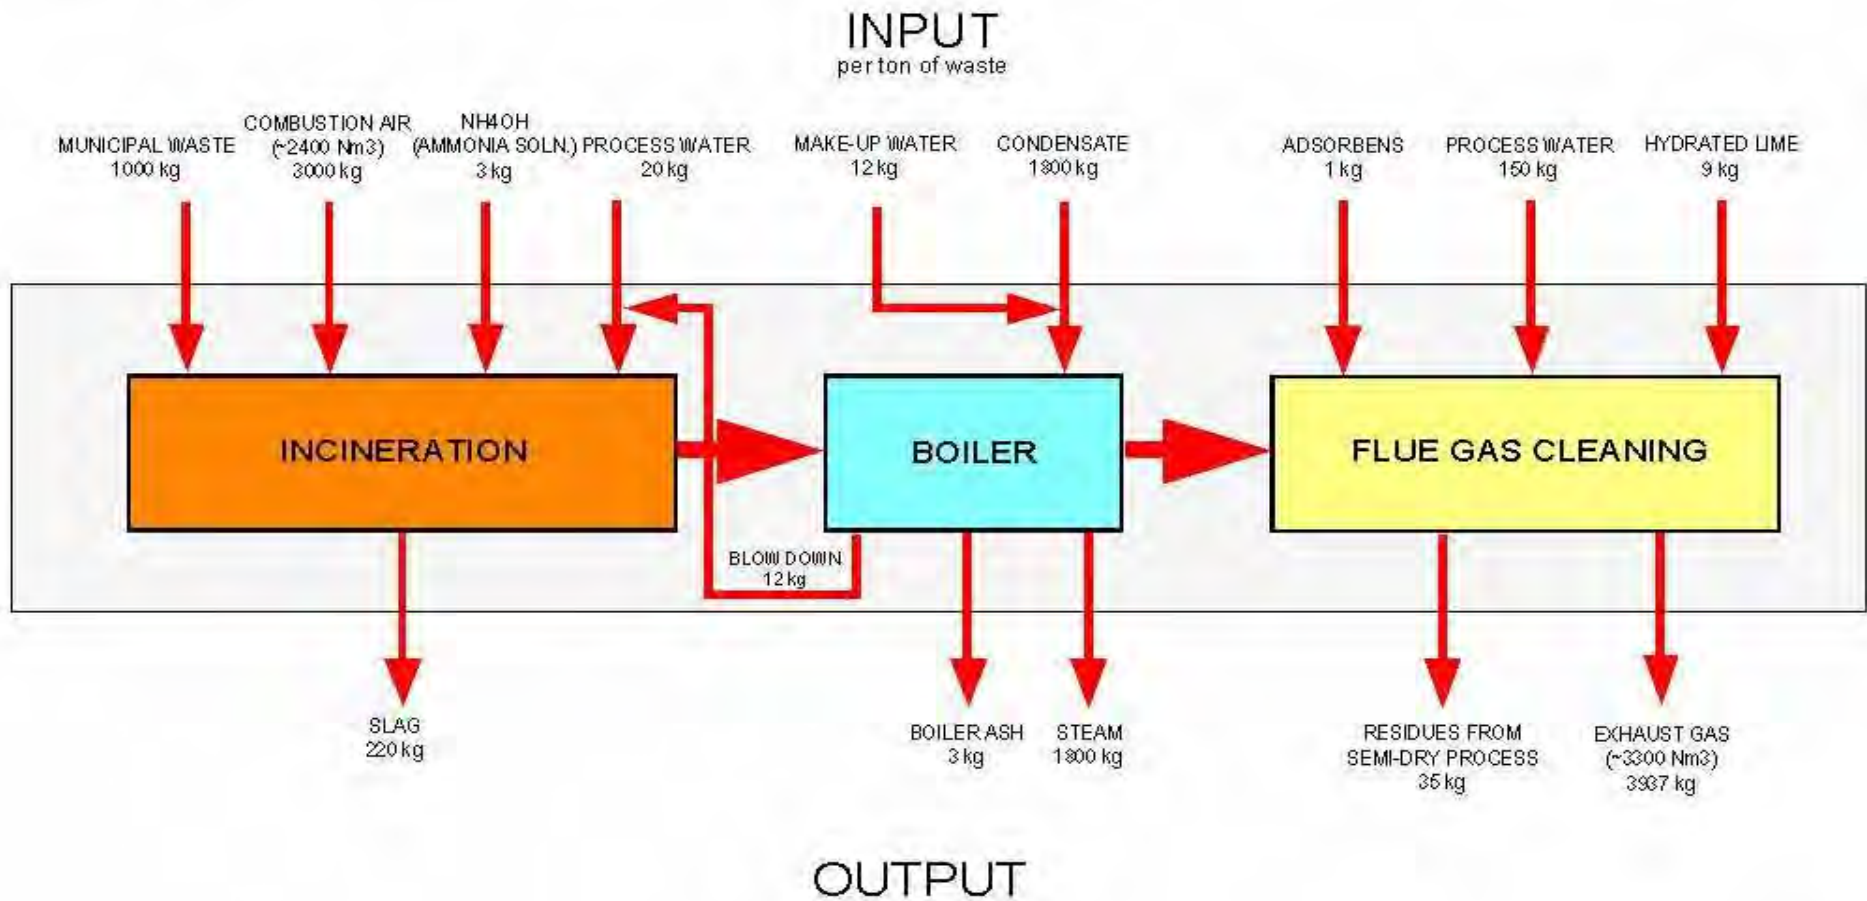 INPUT
per ton of waste
MUNICIPAL WASTE
1000 kg
COMBUSTION AIR
(~2400 Nm3)
3000 kg
NH4OH
(AMMONIA SOLN.)
3 kg
PROCESS WATER
20 kg
MAKE-UP WATER
12 kg
CONDENSATE
1800 kg
ADSORBENS
1 kg
PROCESS WATER
150 kg
HYDRATED LIME
9 kg
INCINERATION
BOILER
FLUE GAS CLEANING
BLOW DOWN
12 kg
SLAG
220 kg
BOILER ASH
3 kg
STEAM
1800 kg
RESIDUES FROM
SEMI-DRY PROCESS
35 kg
EXHAUST GAS
(~3300 Nm3)
3937 kg
OUTPUT